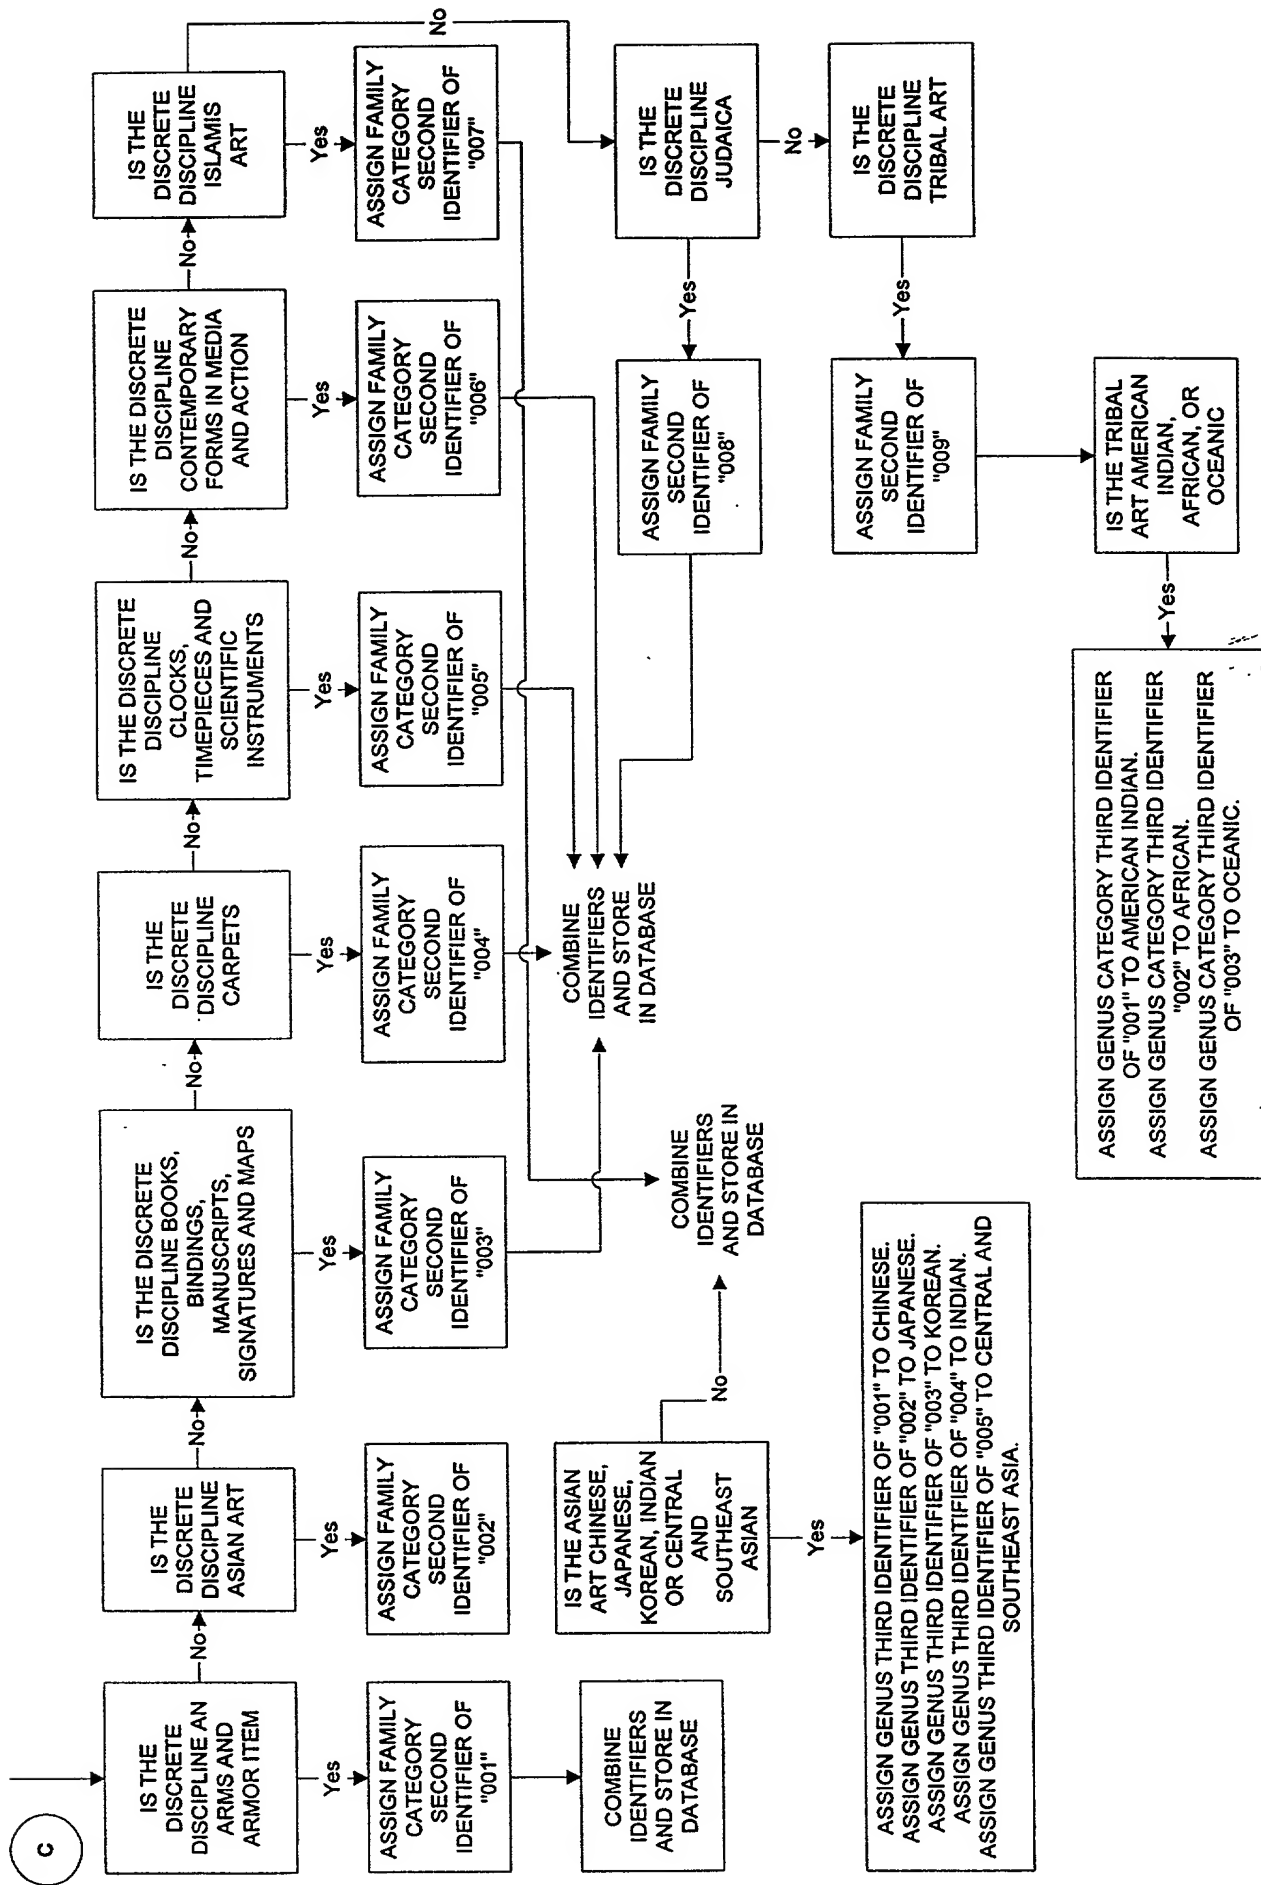 C
IS THE
DISCRETE
DISCIPLINE AN
ARMS AND
ARMOR ITEM
No
IS THE
DISCRETE
DISCIPLINE
ASIAN ART
No
IS THE DISCRETE
DISCIPLINE BOOKS,
BINDINGS,
MANUSCRIPTS,
SIGNATURES AND MAPS
No
IS THE
DISCRETE
DISCIPLINE
CARPETS
No
IS THE DISCRETE
DISCIPLINE
CLOCKS,
TIMEPIECES AND
SCIENTIFIC
INSTRUMENTS
No
IS THE DISCRETE
DISCIPLINE
CONTEMPORARY
FORMS IN MEDIA
AND ACTION
No
IS THE
DISCRETE
DISCIPLINE
ISLAMIS
ART
No
Yes
Yes
Yes
Yes
Yes
Yes
Yes
ASSIGN FAMILY
CATEGORY
SECOND
IDENTIFIER OF
"001"
ASSIGN FAMILY
CATEGORY
SECOND
IDENTIFIER OF
"002"
ASSIGN FAMILY
CATEGORY
SECOND
IDENTIFIER OF
"003"
ASSIGN FAMILY
CATEGORY
SECOND
IDENTIFIER OF
"004"
ASSIGN FAMILY
CATEGORY
SECOND
IDENTIFIER OF
"005"
ASSIGN FAMILY
CATEGORY
SECOND
IDENTIFIER OF
"006"
ASSIGN FAMILY
CATEGORY
SECOND
IDENTIFIER OF
"007"
COMBINE
IDENTIFIERS
AND STORE IN
DATABASE
IS THE ASIAN
ART CHINESE,
JAPANESE,
KOREAN, INDIAN
OR CENTRAL
AND
SOUTHEAST
ASIAN
No
COMBINE
IDENTIFIERS
AND STORE IN
DATABASE
COMBINE
IDENTIFIERS
AND STORE
IN DATABASE
ASSIGN FAMILY
SECOND
IDENTIFIER OF
"008"
Yes
IS THE
DISCRETE
DISCIPLINE
JUDAICA
No
Yes
ASSIGN GENUS THIRD IDENTIFIER OF "001" TO CHINESE.
ASSIGN GENUS THIRD IDENTIFIER OF "002" TO JAPANESE.
ASSIGN GENUS THIRD IDENTIFIER OF "003" TO KOREAN.
ASSIGN GENUS THIRD IDENTIFIER OF "004" TO INDIAN.
ASSIGN GENUS THIRD IDENTIFIER OF "005" TO CENTRAL AND
SOUTHEAST ASIA.
ASSIGN FAMILY
SECOND
IDENTIFIER OF
"009"
Yes
IS THE
DISCRETE
DISCIPLINE
TRIBAL ART
ASSIGN GENUS CATEGORY THIRD IDENTIFIER
OF "001" TO AMERICAN INDIAN.
ASSIGN GENUS CATEGORY THIRD IDENTIFIER
"002" TO AFRICAN.
ASSIGN GENUS CATEGORY THIRD IDENTIFIER
OF "003" TO OCEANIC.
Yes
IS THE TRIBAL
ART AMERICAN
INDIAN,
AFRICAN, OR
OCEANIC